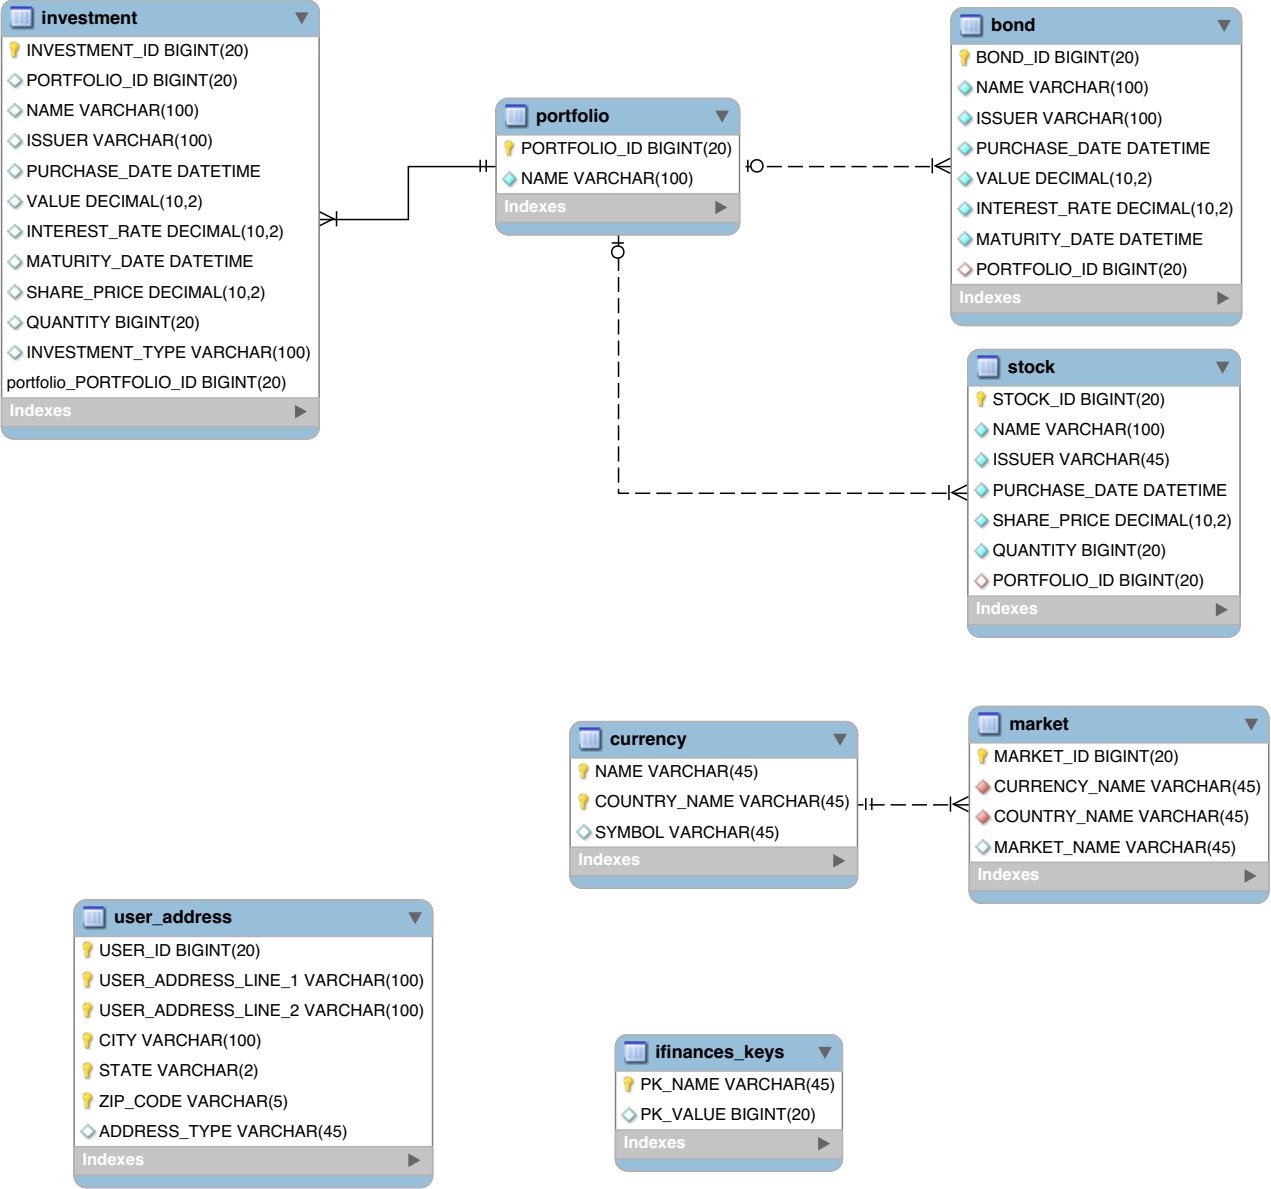 investment
INVESTMENT_ID BIGINT(20)
PORTFOLIO_ID BIGINT(20)
NAME VARCHAR(100)
ISSUER VARCHAR(100)
PURCHASE_DATE DATETIME
VALUE DECIMAL(10,2)
INTEREST_RATE DECIMAL(10,2)
MATURITY_DATE DATETIME
SHARE_PRICE DECIMAL(10,2)
QUANTITY BIGINT(20)
INVESTMENT_TYPE VARCHAR(100)
portfolio_PORTFOLIO_ID BIGINT(20)
Indexes
portfolio
PORTFOLIO_ID BIGINT(20)
NAME VARCHAR(100)
Indexes
bond
BOND_ID BIGINT(20)
NAME VARCHAR(100)
ISSUER VARCHAR(100)
PURCHASE_DATE DATETIME
VALUE DECIMAL(10,2)
INTEREST_RATE DECIMAL(10,2)
MATURITY_DATE DATETIME
PORTFOLIO_ID BIGINT(20)
Indexes
stock
STOCK_ID BIGINT(20)
NAME VARCHAR(100)
ISSUER VARCHAR(45)
PURCHASE_DATE DATETIME
SHARE_PRICE DECIMAL(10,2)
QUANTITY BIGINT(20)
PORTFOLIO_ID BIGINT(20)
Indexes
currency
NAME VARCHAR(45)
COUNTRY_NAME VARCHAR(45)
SYMBOL VARCHAR(45)
Indexes
market
MARKET_ID BIGINT(20)
CURRENCY_NAME VARCHAR(45)
COUNTRY_NAME VARCHAR(45)
MARKET_NAME VARCHAR(45)
Indexes
user_address
USER_ID BIGINT(20)
USER_ADDRESS_LINE_1 VARCHAR(100)
USER_ADDRESS_LINE_2 VARCHAR(100)
CITY VARCHAR(100)
STATE VARCHAR(2)
ZIP_CODE VARCHAR(5)
ADDRESS_TYPE VARCHAR(45)
Indexes
ifinances_keys
PK_NAME VARCHAR(45)
PK_VALUE BIGINT(20)
Indexes